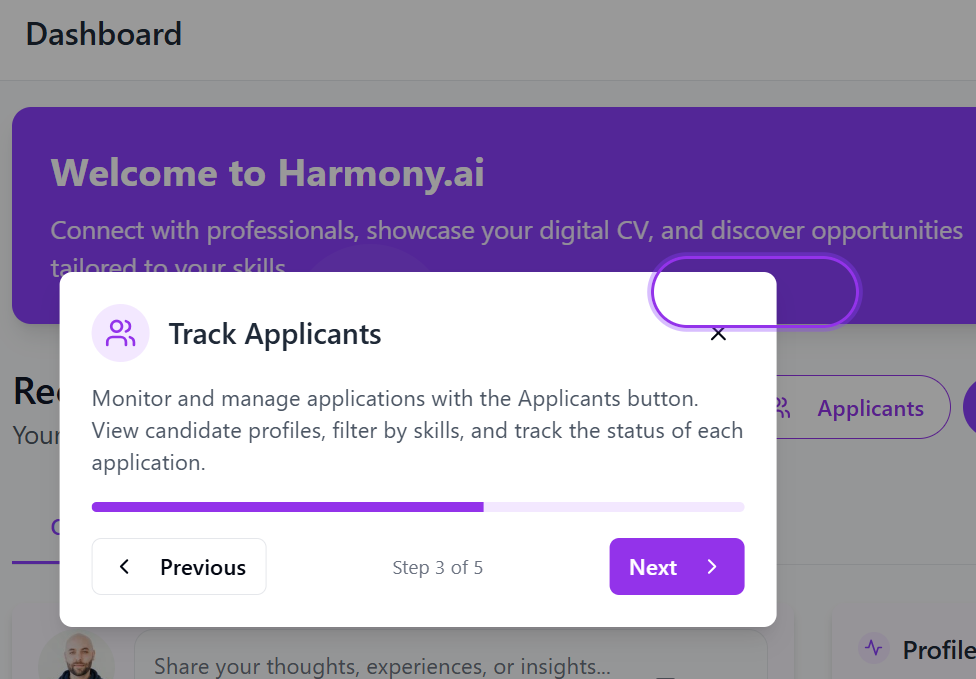 Dashboard
Welcome to Harmony.ai
Connect with professionals, showcase your digital CV, and discover opportunities
tailored to your skills
Track Applicants
Monitor and manage applications with the Applicants button.
View candidate profiles, filter by skills, and track the status of each
application.
Previous
Step 3 of 5
Next
Applicants
Share your thoughts, experiences, or insights...
Profile